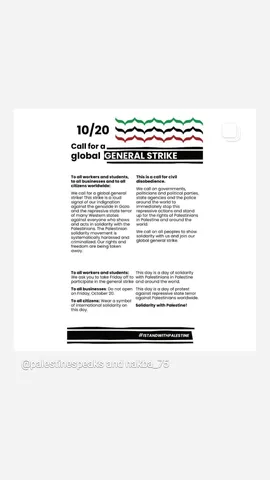 10/20
Call for a
global GENERAL STRIKE
To all workers and students,
to all businesses and to all
citizens worldwide:
We call for a global general
strike! This strike is a loud
signal of our indignation
against the genocide in Gaza
and the repressive state terror
of many Western states
against everyone who shows
and acts in solidarity with the
Palestinians. The Palestinian
solidarity movement is
systematically harassed and
criminalized. Our rights and
freedom are being taken
away.
This is a call for civil
disobedience.
We call on governments,
politicians and political parties,
state agencies and the police
around the world to
immediately stop this
repressive actions and stand
up for the rights of Palestinians
in Palestine and around the
world.
We call on all peoples to show
solidarity with us and join our
global general strike.
To all workers and students:
We ask you to take Friday off to
participate in the general strike
To all businesses: Do not open
on Friday, October 20.
To all citizens: Wear a symbol
of international solidarity on
this day.
This day is a day of solidarity
with Palestinians in Palestine
and around the world.
This day is a day of protest
against repressive state terror
against Palestinians worldwide.
Solidarity with Palestine!
#ISTANDWITHPALESTINE
@palestinespeaks and nakba_75